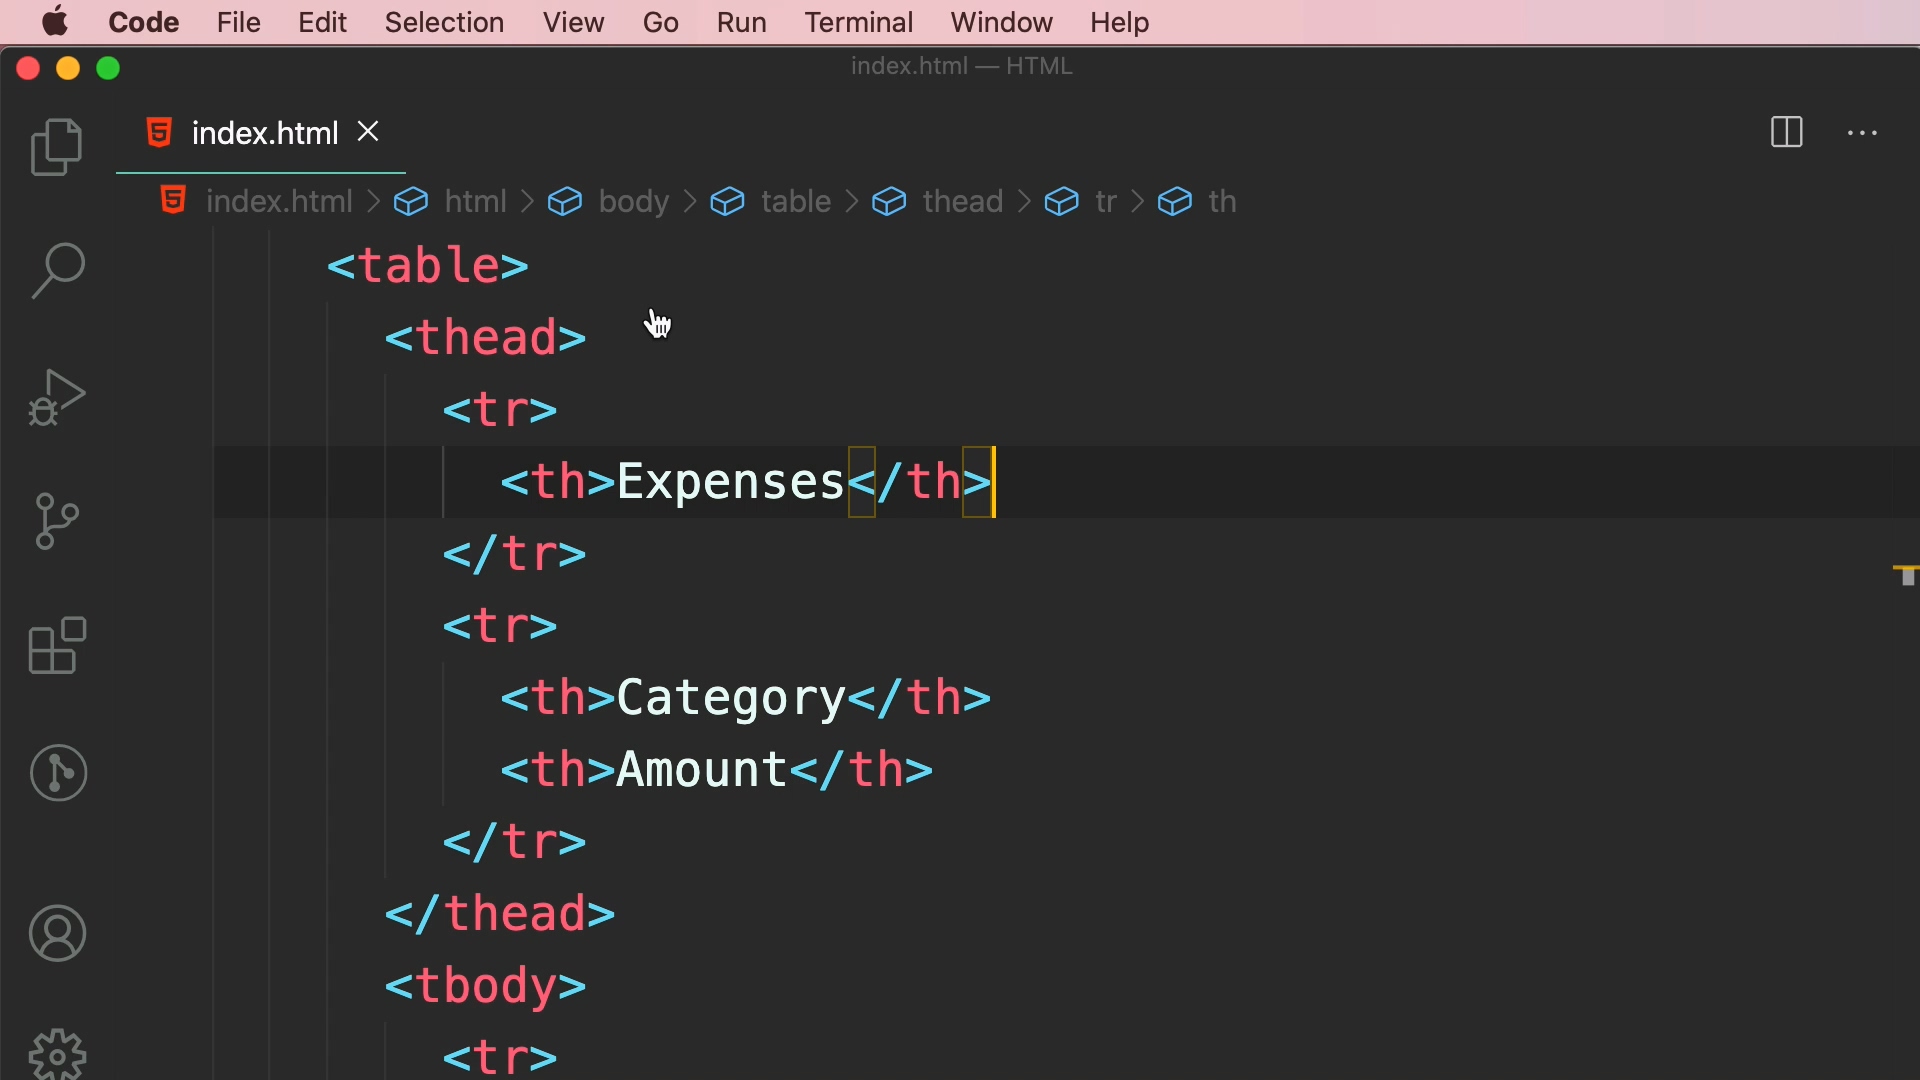 Code File Edit Selection View Go Run Terminal Window Help
index.html — HTML
index.html
index.html > html > body > table > thead > tr > th
<table>
<thead>
<tr>
<th>Expenses</th>
</tr>
<tr>
<th>Category</th>
<th>Amount</th>
</tr>
</thead>
<tbody>
<tr>